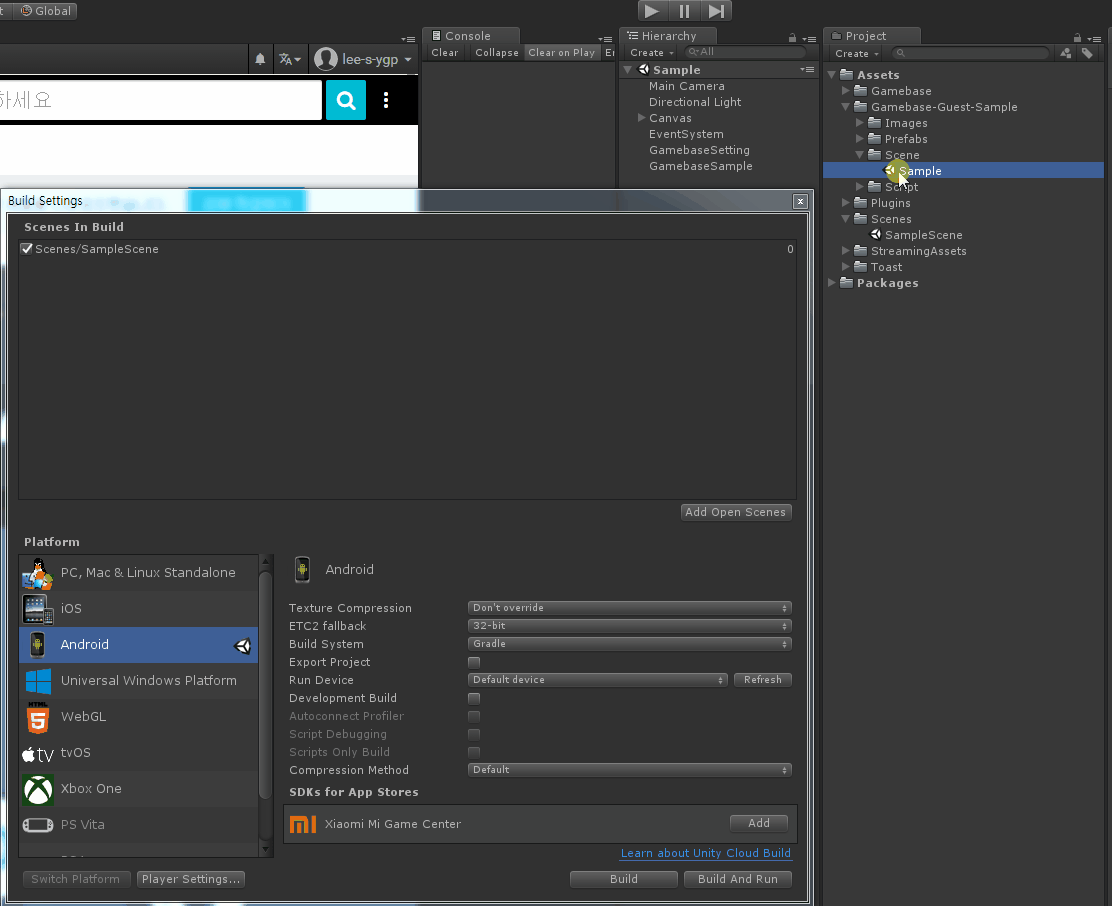 Global
lee-s-ygp
하세요
Console
Clear
Collapse
Clear on Play
Hierarchy
Create
All
Sample
Main Camera
Directional Light
Canvas
EventSystem
GamebaseSetting
GamebaseSample
Project
Create
Assets
Gamebase
Gamebase-Guest-Sample
Images
Prefabs
Scene
Sample
Script
Plugins
Scenes
SampleScene
StreamingAssets
Toast
Packages
Build Settings
Scenes In Build
Scenes/SampleScene 0
Add Open Scenes
Platform
PC, Mac & Linux Standalone
iOS
Android
Universal Windows Platform
HTML
5
WebGL
tv
tvOS
Xbox One
PS Vita
Android
Texture Compression Don't override
ETC2 fallback 32-bit
Build System Gradle
Export Project
Run Device Default device Refresh
Development Build
Autoconnect Profiler
Script Debugging
Scripts Only Build
Compression Method Default
SDKs for App Stores
Xiaomi Mi Game Center Add
Learn about Unity Cloud Build
Switch Platform
Player Settings...
Build
Build And Run